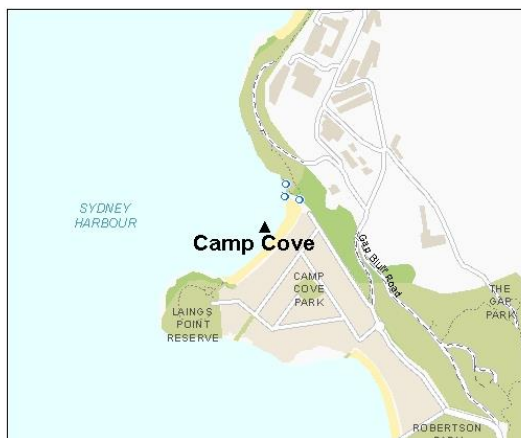 SYDNEY
HARBOUR
Camp Cove
CAMP
COVE
PARK
Gap Bluff Road
THE
GAP
PARK
LAINGS
POINT
RESERVE
ROBERTSON